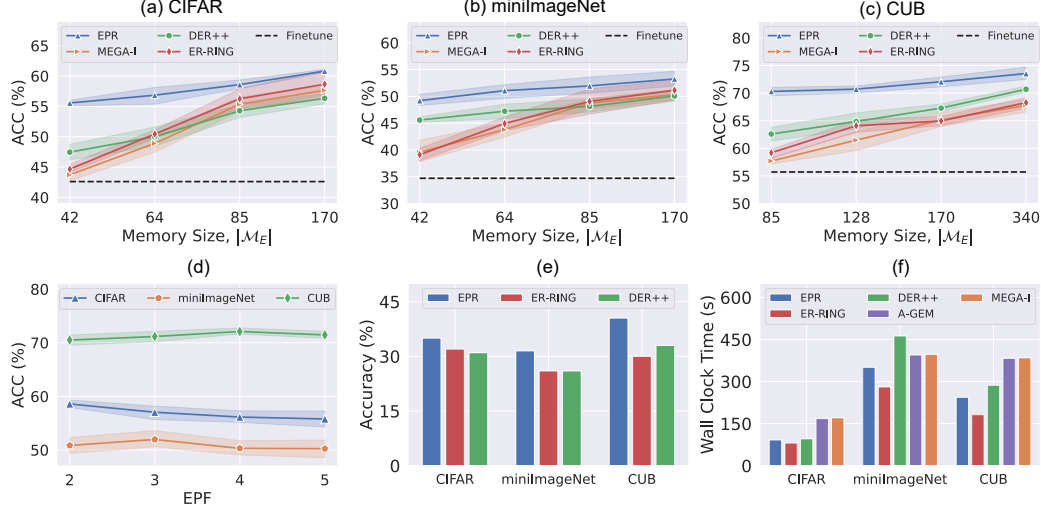 (a) CIFAR
EPR
MEGA-I
DER++
ER-RING
Finetune
ACC (%)
65
60
55
50
45
40
42 64 85 170
Memory Size, |ℳ_E|
(b) miniImageNet
EPR
MEGA-I
DER++
ER-RING
Finetune
ACC (%)
65
60
55
50
45
40
35
30
42 64 85 170
Memory Size, |ℳ_E|
(c) CUB
EPR
MEGA-I
DER++
ER-RING
Finetune
ACC (%)
80
75
70
65
60
55
50
85 128 170 340
Memory Size, |ℳ_E|
(d)
CIFAR miniImageNet CUB
ACC (%)
80
70
60
50
2 3 4 5
EPF
(e)
EPR ER-RING DER++
Accuracy (%)
45
30
15
0
CIFAR miniImageNet CUB
(f)
EPR
ER-RING
DER++
A-GEM
MEGA-I
Wall Clock Time (s)
600
450
300
150
0
CIFAR miniImageNet CUB